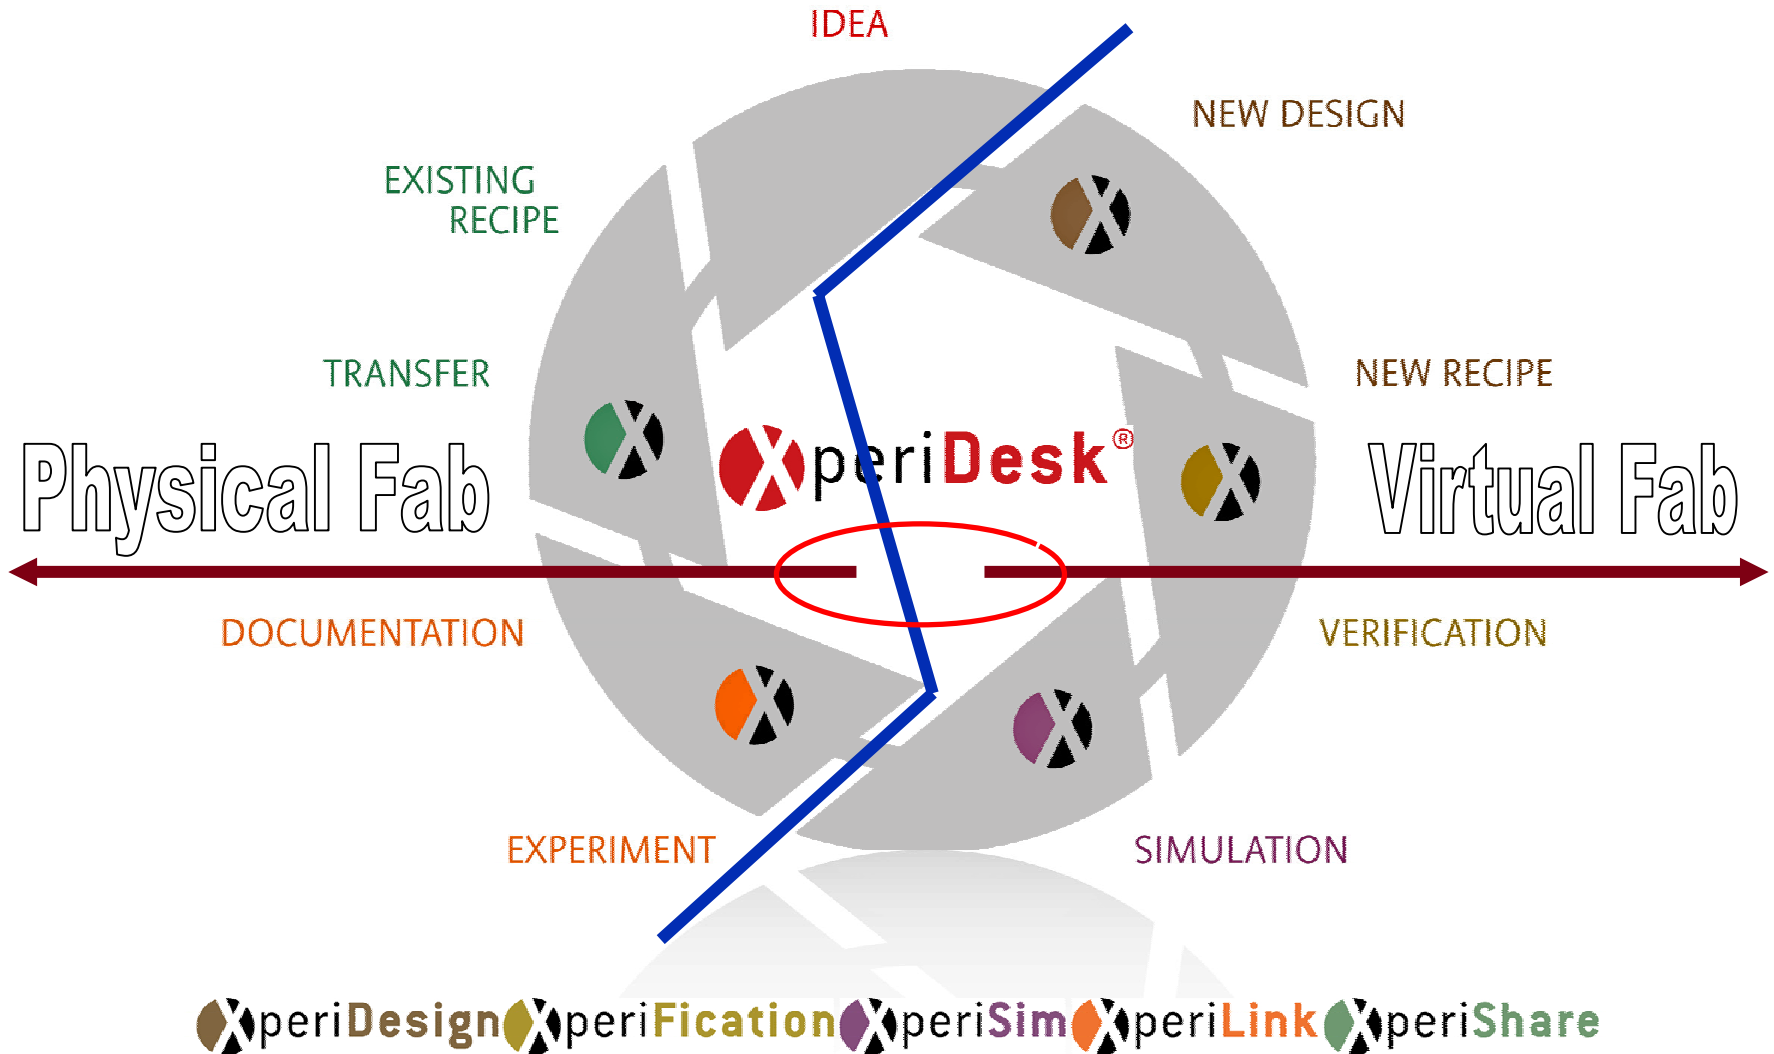 IDEA
NEW DESIGN
EXISTING
RECIPE
TRANSFER
NEW RECIPE
Physical Fab
XperiDesk®
Virtual Fab
DOCUMENTATION
VERIFICATION
EXPERIMENT
SIMULATION
XperiDesign XperiFication XperiSim XperiLink XperiShare